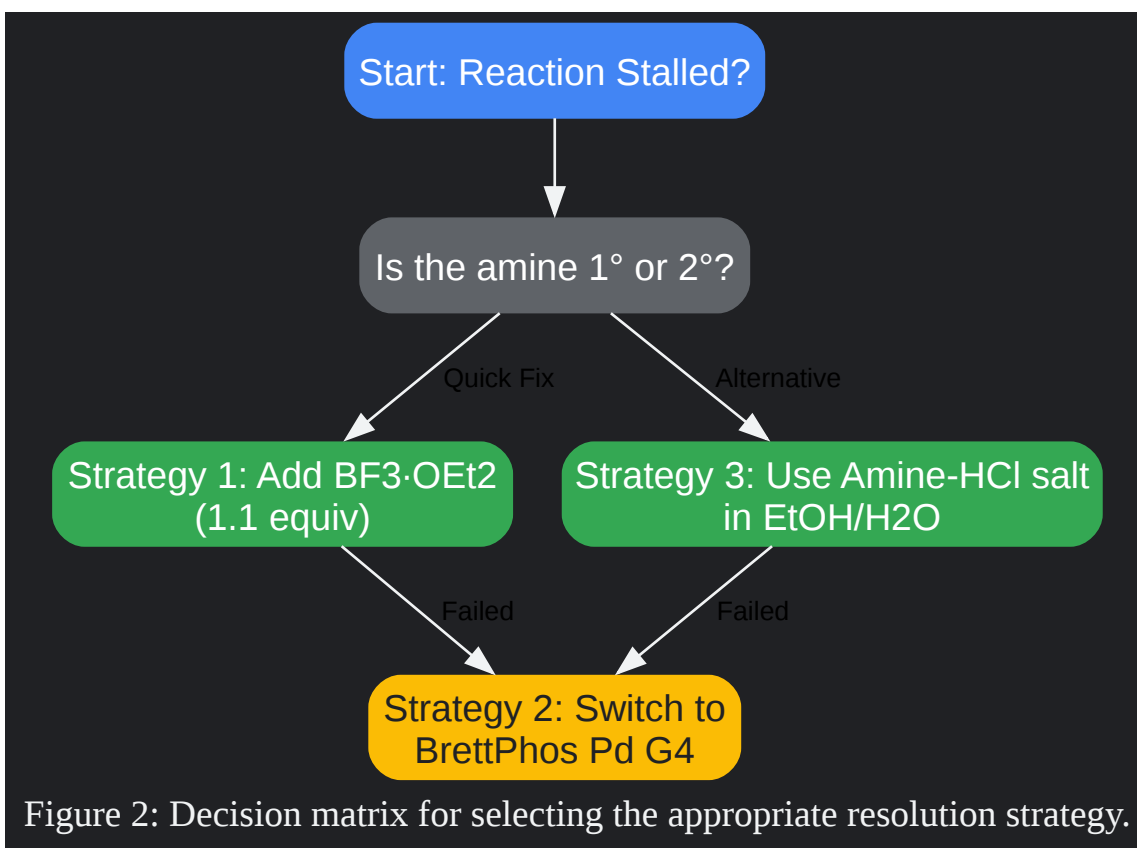 Start: Reaction Stalled?
Is the amine 1° or 2°?
Quick Fix
Alternative
Strategy 1: Add BF3·OEt2
(1.1 equiv)
Strategy 3: Use Amine-HCl salt
in EtOH/H2O
Failed
Failed
Strategy 2: Switch to
BrettPhos Pd G4
Figure 2: Decision matrix for selecting the appropriate resolution strategy.